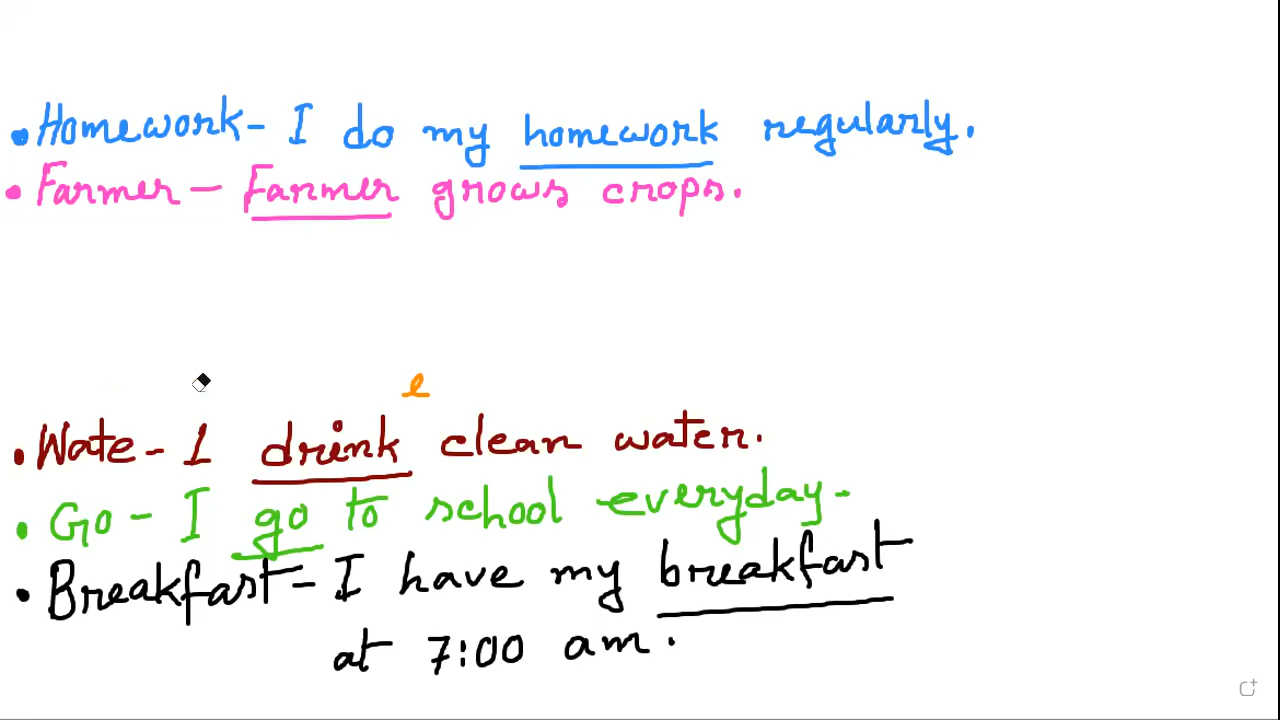 • Homework - I do my homework regularly.
• Farmer - Farmer grows crops.
e
• Wate - I drink clean water.
• Go - I go to school everyday.
• Breakfast - I have my breakfast
at 7:00 am.